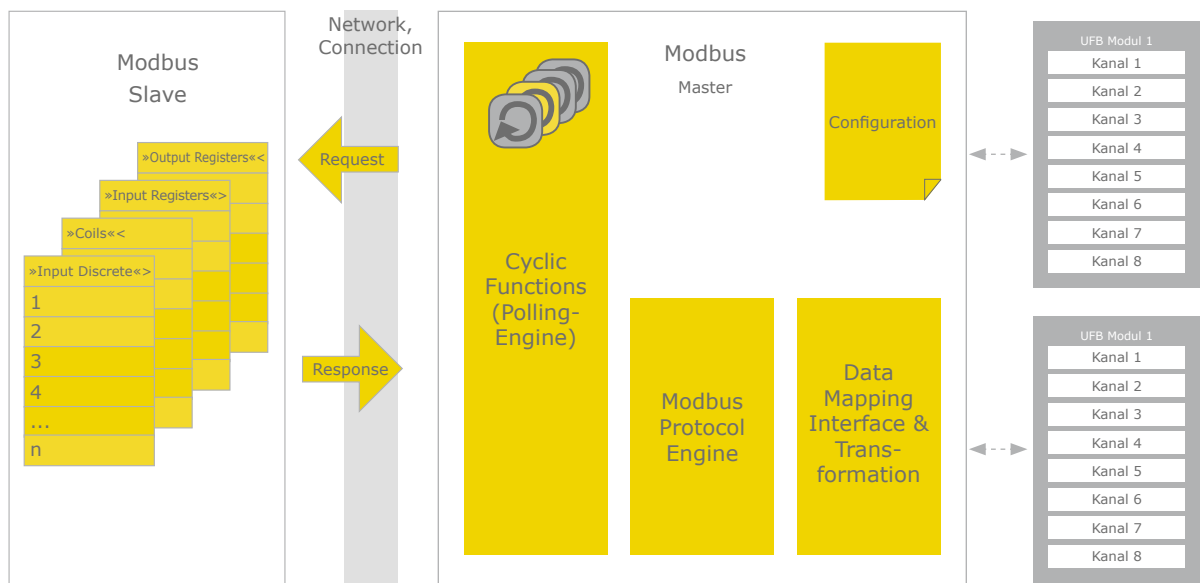 Modbus
Slave
»Output Registers«<
»Input Registers«>
»Coils«<
»Input Discrete«>
1
2
3
4
...
n
Network,
Connection
Request
Response
Modbus
Master
Cyclic
Functions
(Polling-
Engine)
Configuration
Modbus
Protocol
Engine
Data
Mapping
Interface &
Trans-
formation
UFB Modul 1
Kanal 1
Kanal 2
Kanal 3
Kanal 4
Kanal 5
Kanal 6
Kanal 7
Kanal 8
UFB Modul 1
Kanal 1
Kanal 2
Kanal 3
Kanal 4
Kanal 5
Kanal 6
Kanal 7
Kanal 8